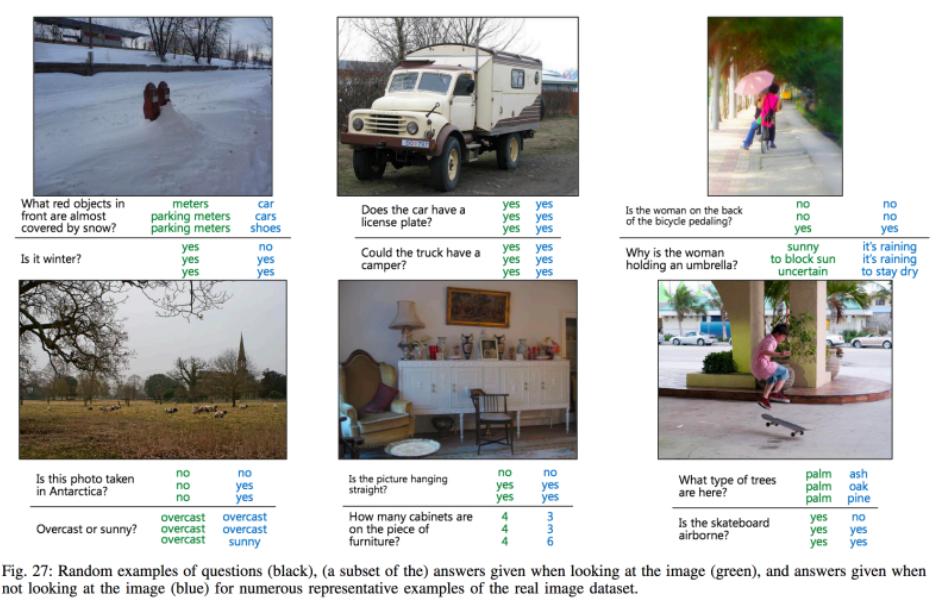 What red objects in
front are almost
covered by snow?
meters
parking meters
parking meters
car
cars
shoes
Is it winter?
yes
yes
yes
no
yes
yes
Does the car have a
license plate?
yes
yes
yes
yes
yes
yes
Could the truck have a
camper?
yes
yes
yes
yes
yes
yes
Is the woman on the back
of the bicycle pedaling?
no
no
yes
no
no
yes
Why is the woman
holding an umbrella?
sunny
to block sun
uncertain
it's raining
it's raining
to stay dry
Is this photo taken
in Antarctica?
no
no
no
no
yes
yes
Overcast or sunny?
overcast
overcast
overcast
overcast
overcast
sunny
Is the picture hanging
straight?
no
yes
yes
no
yes
yes
How many cabinets are
on the piece of
furniture?
4
4
4
3
3
6
What type of trees
are here?
palm
palm
palm
ash
oak
pine
Is the skateboard
airborne?
yes
yes
yes
no
yes
yes
Fig. 27: Random examples of questions (black), (a subset of the) answers given when looking at the image (green), and answers given when
not looking at the image (blue) for numerous representative examples of the real image dataset.